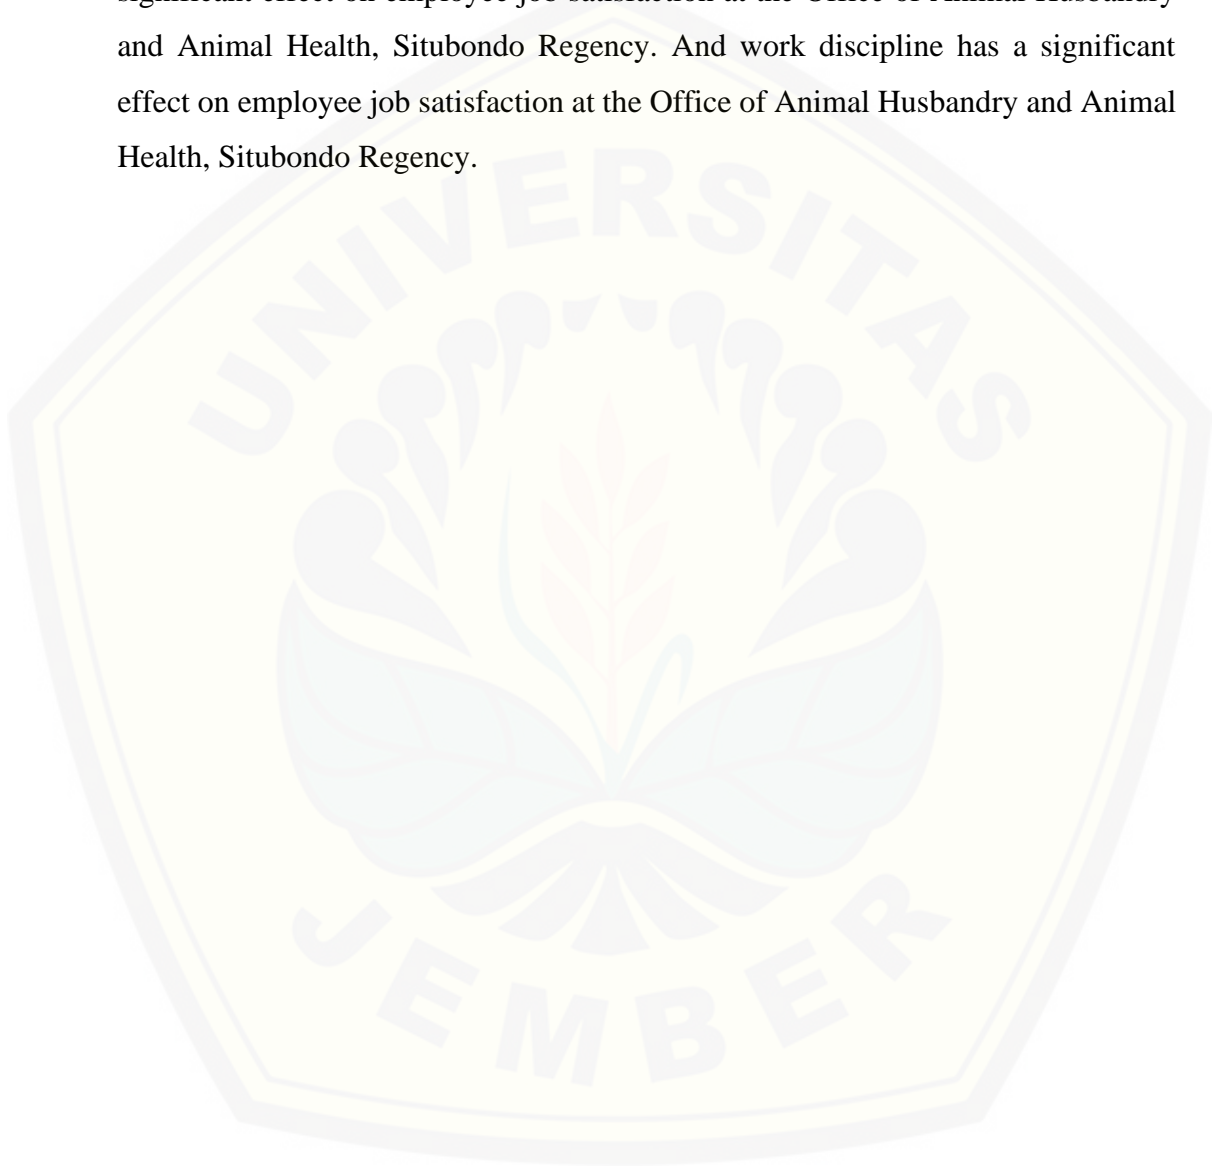 significant effect on employee job satisfaction at the Office of Animal Husbandry
and Animal Health, Situbondo Regency. And work discipline has a significant
effect on employee job satisfaction at the Office of Animal Husbandry and Animal
Health, Situbondo Regency.
UNIVERSITAS
JEMBER